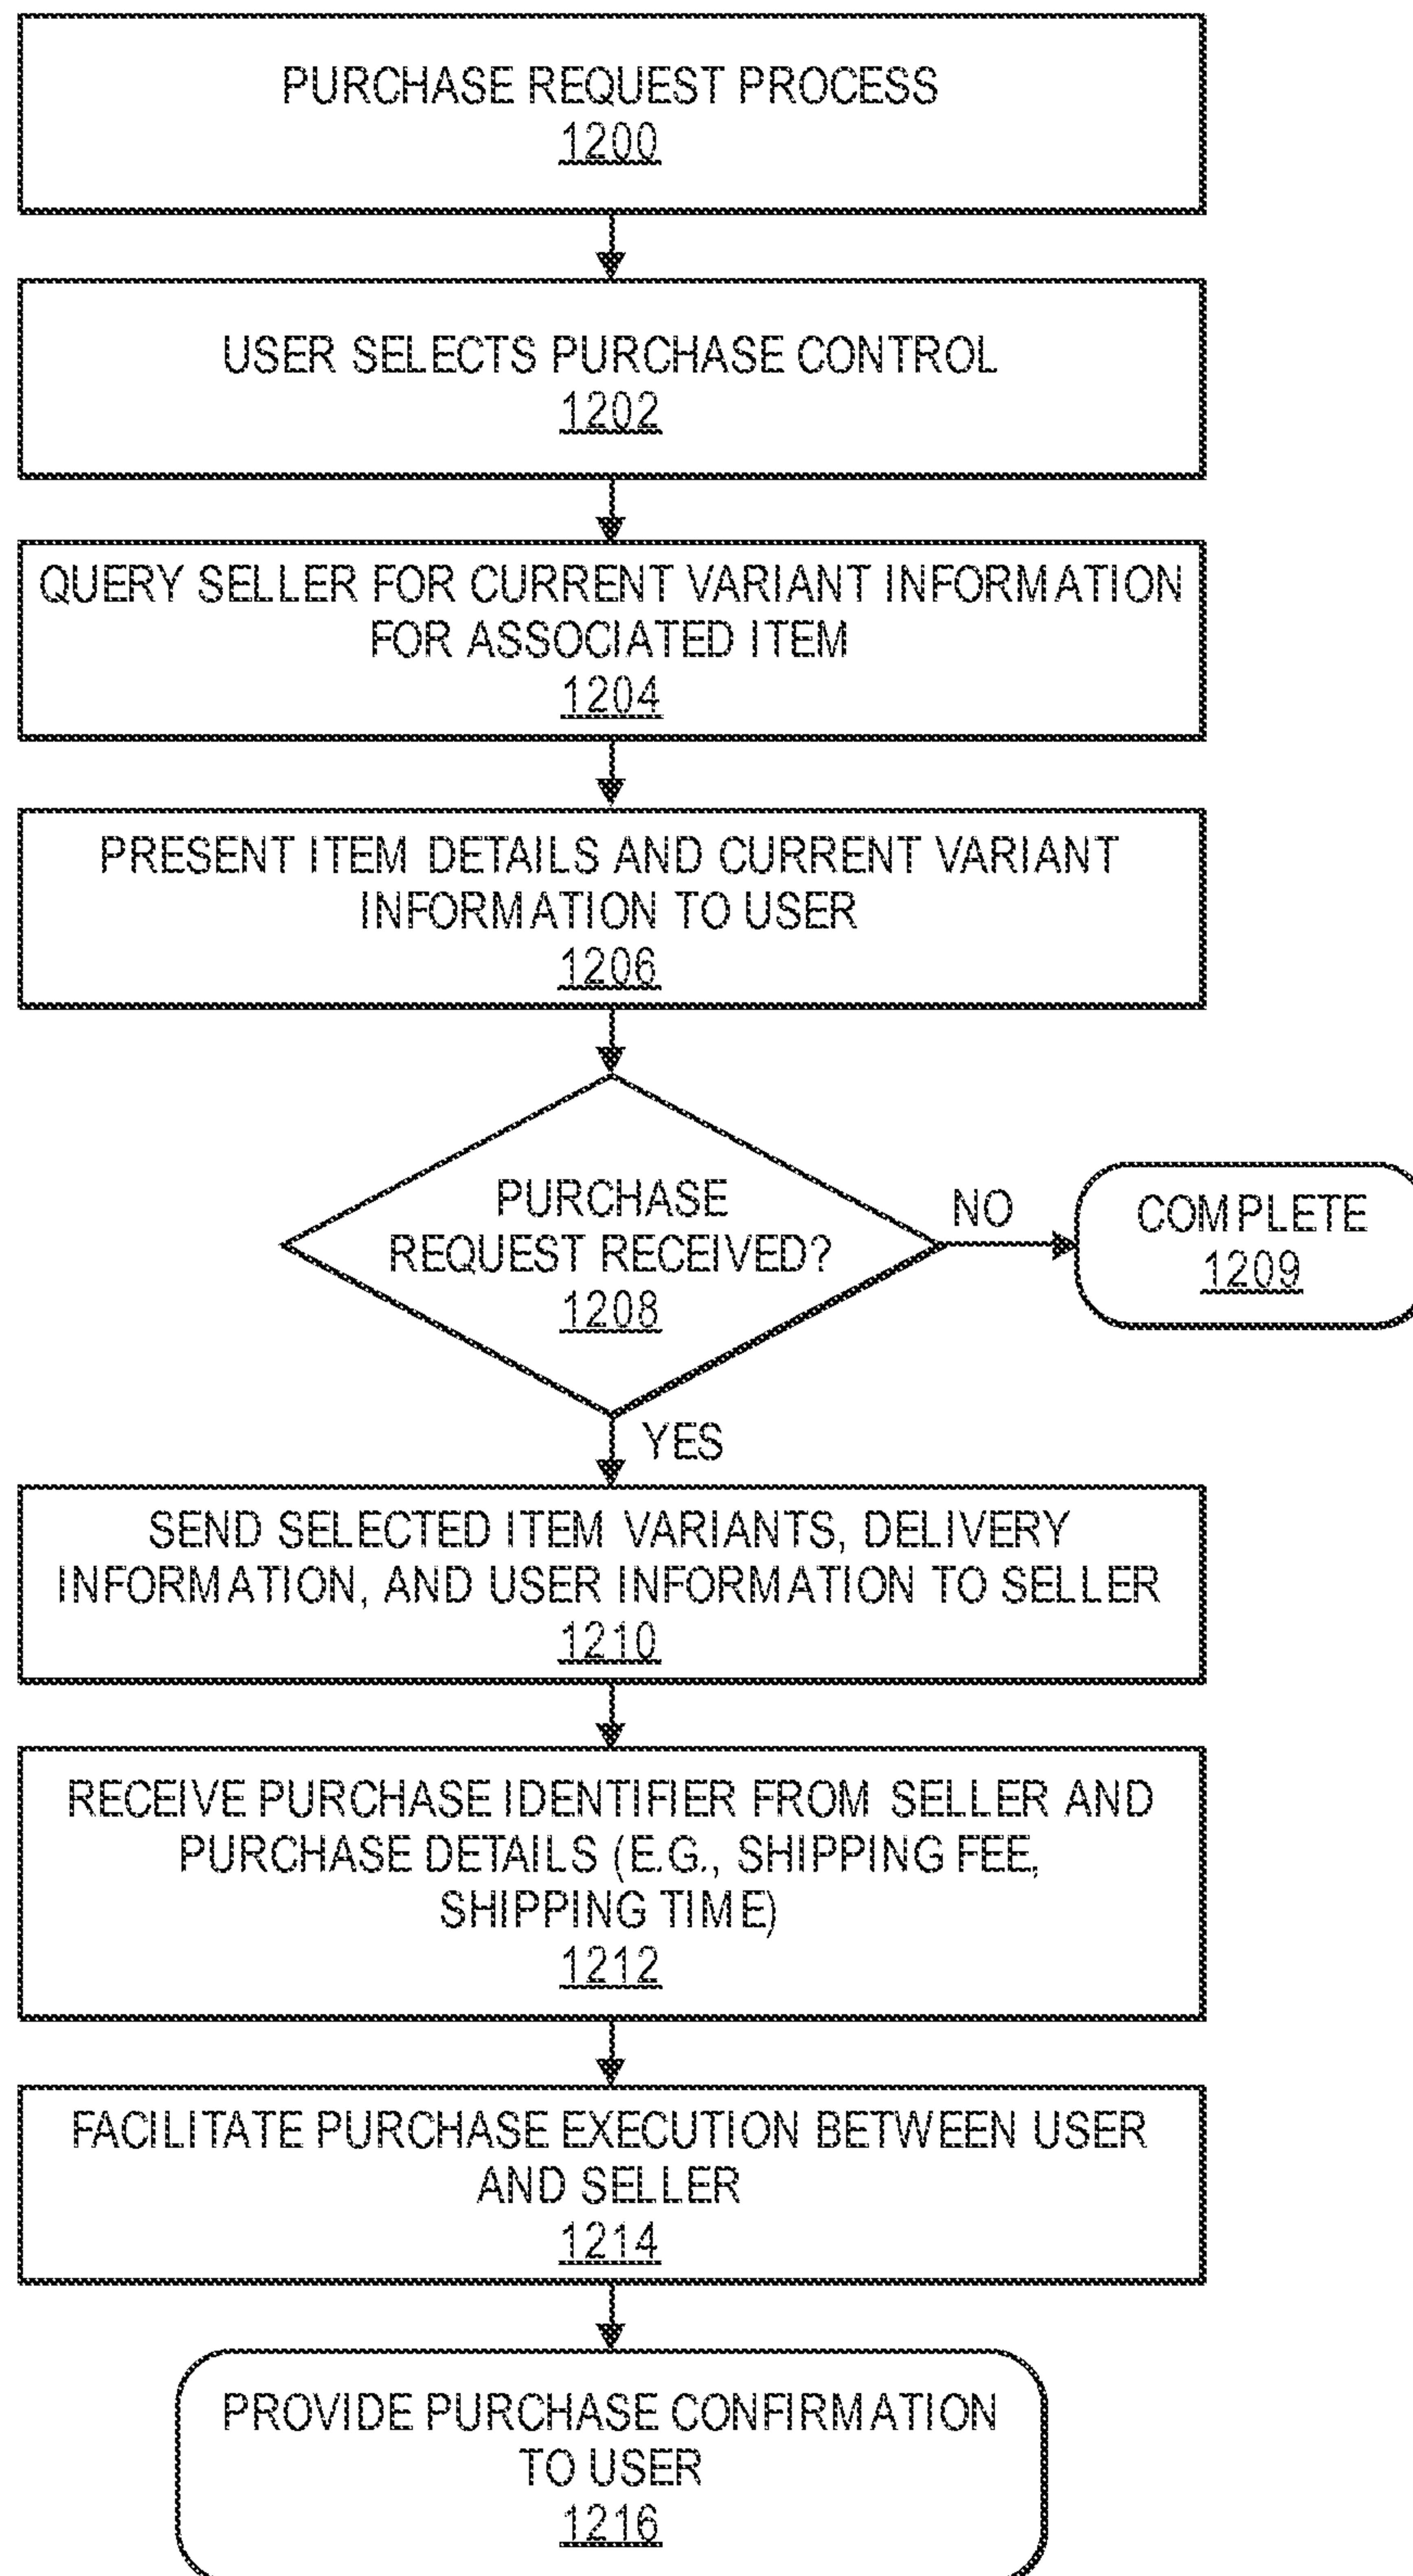 PURCHASE REQUEST PROCESS
1200
USER SELECTS PURCHASE CONTROL
1202
QUERY SELLER FOR CURRENT VARIANT INFORMATION
FOR ASSOCIATED ITEM
1204
PRESENT ITEM DETAILS AND CURRENT VARIANT
INFORMATION TO USER
1206
PURCHASE
REQUEST RECEIVED?
1208
NO
COMPLETE
1209
YES
SEND SELECTED ITEM VARIANTS, DELIVERY
INFORMATION, AND USER INFORMATION TO SELLER
1210
RECEIVE PURCHASE IDENTIFIER FROM SELLER AND
PURCHASE DETAILS (E.G., SHIPPING FEE,
SHIPPING TIME)
1212
FACILITATE PURCHASE EXECUTION BETWEEN USER
AND SELLER
1214
PROVIDE PURCHASE CONFIRMATION
TO USER
1216